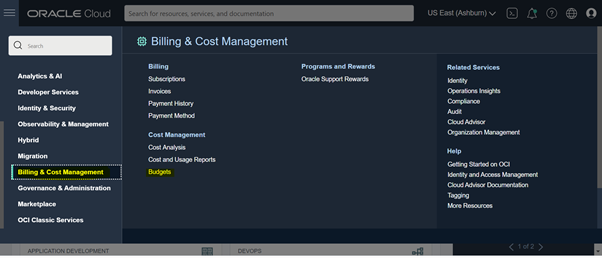 ORACLE Cloud
Search for resources, services, and documentation
US East (Ashburn)
Search
Analytics & AI
Developer Services
Identity & Security
Observability & Management
Hybrid
Migration
Billing & Cost Management
Governance & Administration
Marketplace
OCI Classic Services
Billing & Cost Management
Billing
Subscriptions
Invoices
Payment History
Payment Method
Cost Management
Cost Analysis
Cost and Usage Reports
Budgets
Programs and Rewards
Oracle Support Rewards
Related Services
Identity
Operations Insights
Compliance
Audit
Cloud Advisor
Organization Management
Help
Getting Started on OCI
Identity and Access Management
Cloud Advisor Documentation
Tagging
More Resources
APPLICATION DEVELOPMENT
DEVOPS
1 of 2